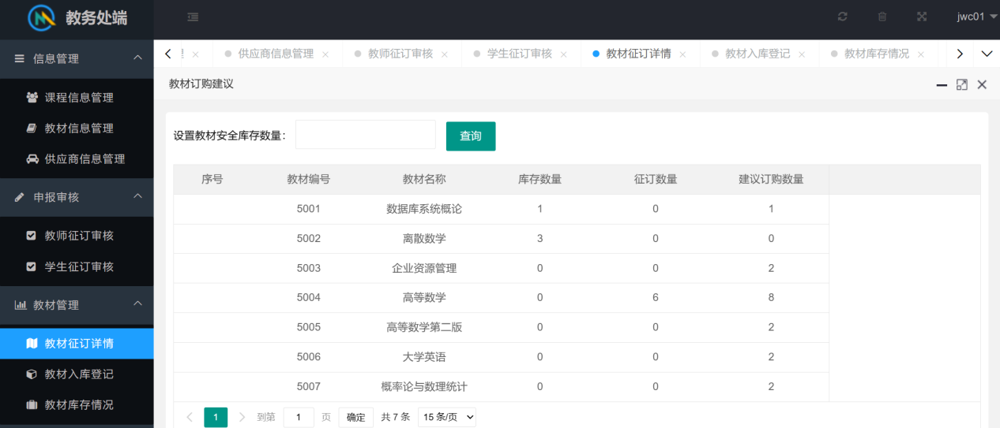 教务处端
jwc01
信息管理
课程信息管理
教材信息管理
供应商信息管理
申报审核
教师征订审核
学生征订审核
教材管理
教材征订详情
教材入库登记
教材库存情况
供应商信息管理 教师征订审核 学生征订审核 教材征订详情 教材入库登记 教材库存情况
教材订购建议
设置教材安全库存数量： 查询
序号 教材编号 教材名称 库存数量 征订数量 建议订购数量
5001 数据库系统概论 1 0 1
5002 离散数学 3 0 0
5003 企业资源管理 0 0 2
5004 高等数学 0 6 8
5005 高等数学第二版 0 0 2
5006 大学英语 0 0 2
5007 概率论与数理统计 0 0 2
1 到第 1 页 确定 共 7 条 15 条/页